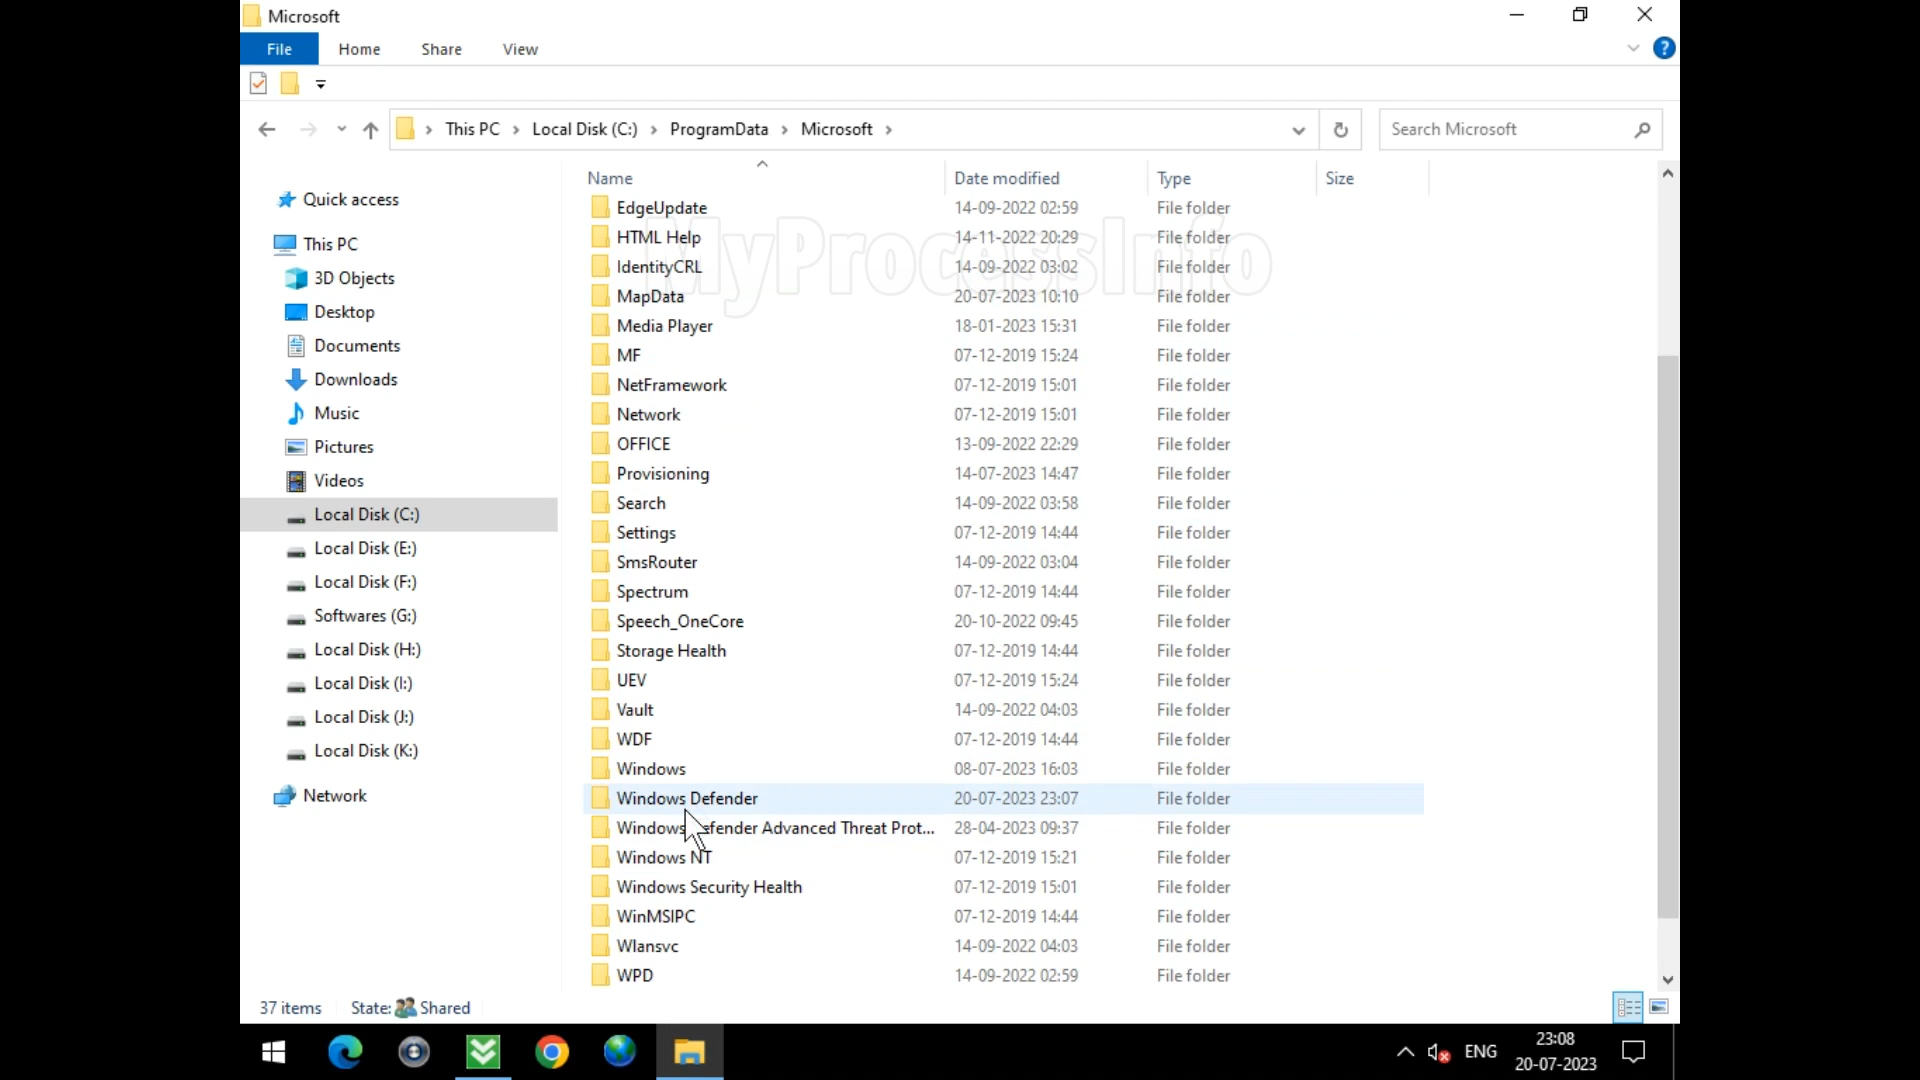 Microsoft
File Home Share View
This PC > Local Disk (C:) > ProgramData > Microsoft >
Search Microsoft
Quick access
This PC
3D Objects
Desktop
Documents
Downloads
Music
Pictures
Videos
Local Disk (C:)
Local Disk (E:)
Local Disk (F:)
Softwares (G:)
Local Disk (H:)
Local Disk (I:)
Local Disk (J:)
Local Disk (K:)
Network
Name Date modified Type Size
EdgeUpdate 14-09-2022 02:59 File folder
HTML Help 14-11-2022 20:29 File folder
IdentityCRL 14-09-2022 03:02 File folder
MapData 20-07-2023 10:10 File folder
Media Player 18-01-2023 15:31 File folder
MF 07-12-2019 15:24 File folder
NetFramework 07-12-2019 15:01 File folder
Network 07-12-2019 15:01 File folder
OFFICE 13-09-2022 22:29 File folder
Provisioning 14-07-2023 14:47 File folder
Search 14-09-2022 03:58 File folder
Settings 07-12-2019 14:44 File folder
SmsRouter 14-09-2022 03:04 File folder
Spectrum 07-12-2019 14:44 File folder
Speech_OneCore 20-10-2022 09:45 File folder
Storage Health 07-12-2019 14:44 File folder
UEV 07-12-2019 15:24 File folder
Vault 14-09-2022 04:03 File folder
WDF 07-12-2019 14:44 File folder
Windows 08-07-2023 16:03 File folder
Windows Defender 20-07-2023 23:07 File folder
Windows Defender Advanced Threat Prot... 28-04-2023 09:37 File folder
Windows NT 07-12-2019 15:21 File folder
Windows Security Health 07-12-2019 15:01 File folder
WinMSIPC 07-12-2019 14:44 File folder
Wlansvc 14-09-2022 04:03 File folder
WPD 14-09-2022 02:59 File folder
MyProcessInfo
37 items State: Shared
ENG
23:08
20-07-2023